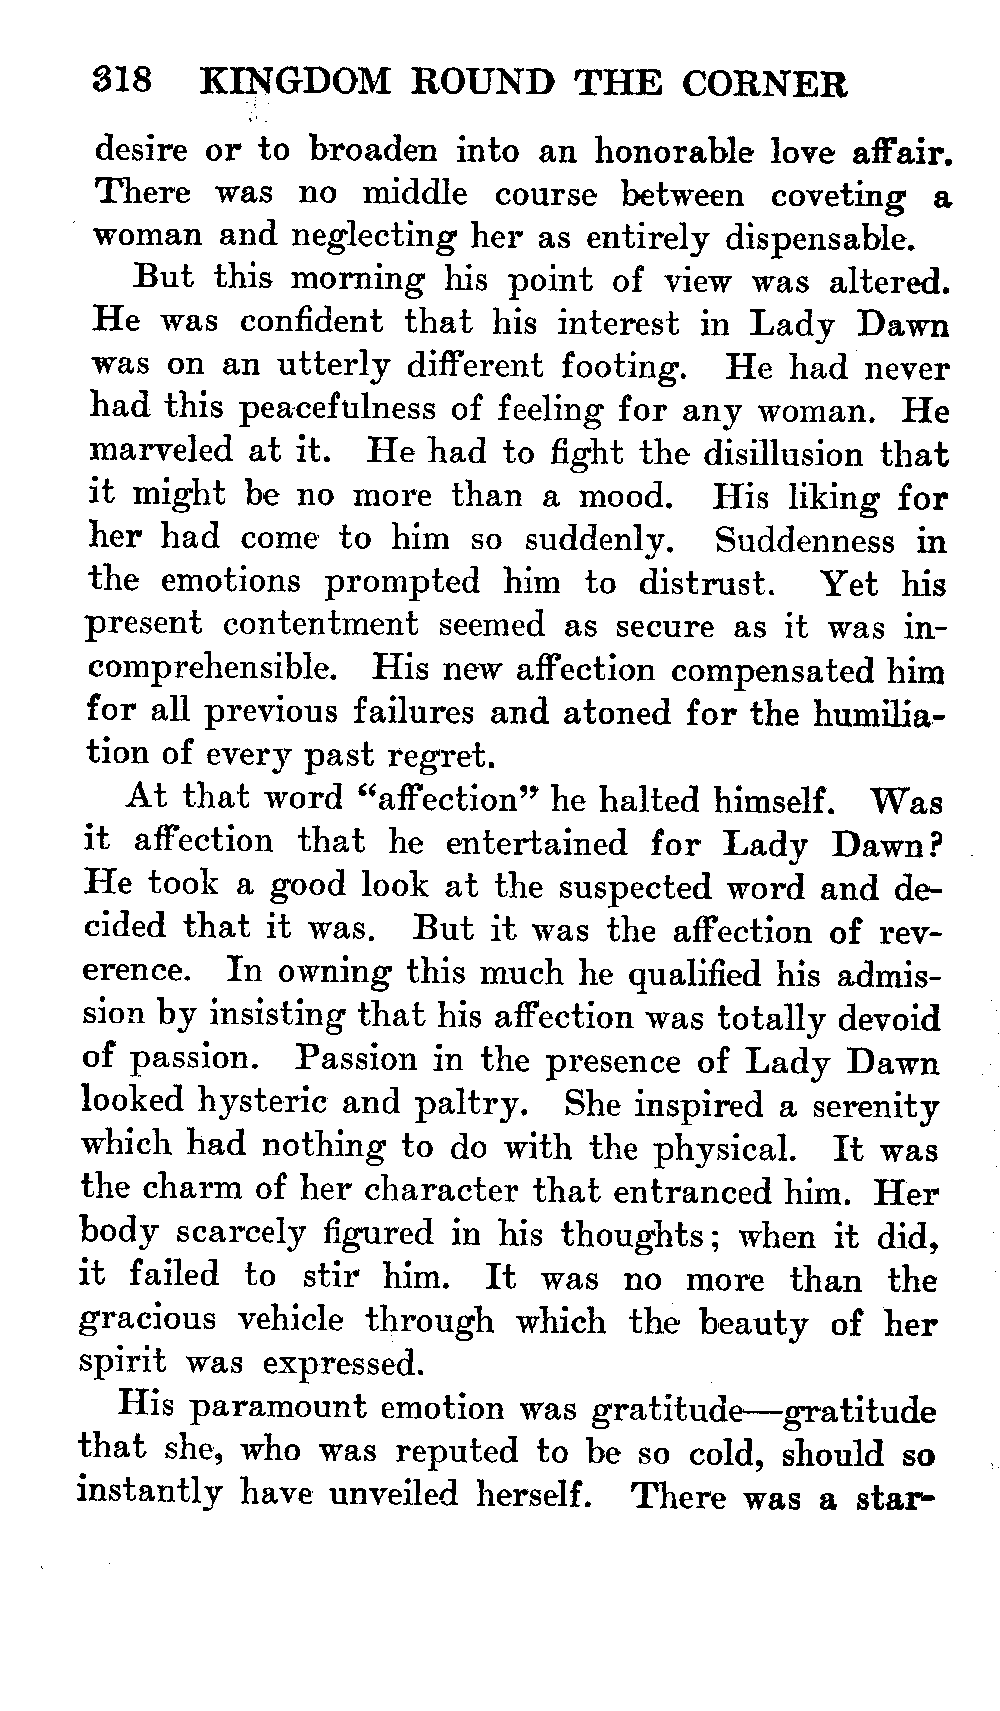 318 KINGDOM ROUND THE CORNER
desire or to broaden into an honorable love affair.
There was no middle course between coveting a
woman and neglecting her as entirely dispensable.
But this morning his point of view was altered.
He was confident that his interest in Lady Dawn
was on an utterly different footing. He had never
had this peacefulness of feeling for any woman. He
marveled at it. He had to fight the disillusion that
it might be no more than a mood. His liking for
her had come to him so suddenly. Suddenness in
the emotions prompted him to distrust. Yet his
present contentment seemed as secure as it was in-
comprehensible. His new affection compensated him
for all previous failures and atoned for the humilia-
tion of every past regret.
At that word “affection” he halted himself. Was
it affection that he entertained for Lady Dawn?
He took a good look at the suspected word and de-
cided that it was. But it was the affection of rev-
erence. In owning this much he qualified his admis-
sion by insisting that his affection was totally devoid
of passion. Passion in the presence of Lady Dawn
looked hysteric and paltry. She inspired a serenity
which had nothing to do with the physical. It was
the charm of her character that entranced him. Her
body scarcely figured in his thoughts; when it did,
it failed to stir him. It was no more than the
gracious vehicle through which the beauty of her
spirit was expressed.
His paramount emotion was gratitude—gratitude
that she, who was reputed to be so cold, should so
instantly have unveiled herself. There was a star-